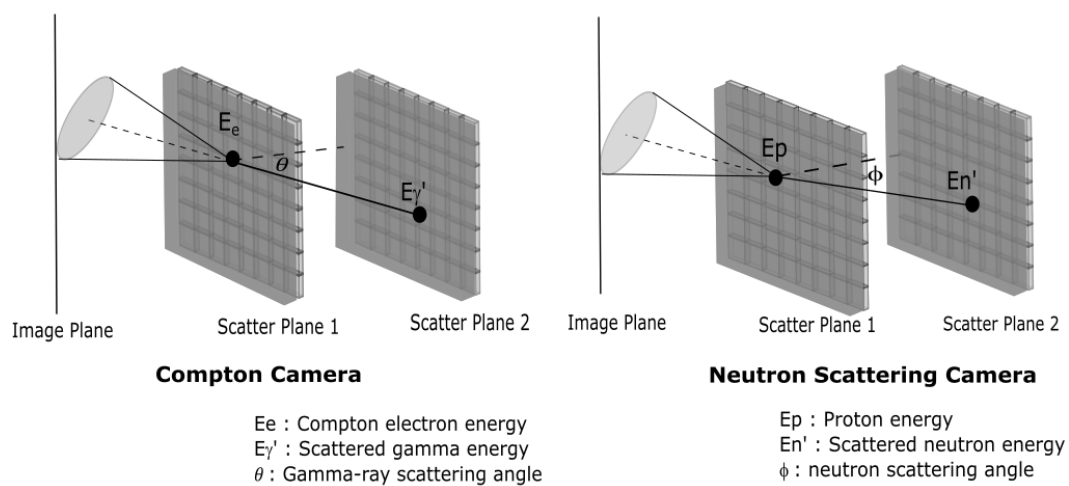 E_e
θ
Eγ'
Image Plane
Scatter Plane 1
Scatter Plane 2
Compton Camera
Ee : Compton electron energy
Eγ' : Scattered gamma energy
θ : Gamma-ray scattering angle
Ep
ϕ
En'
Image Plane
Scatter Plane 1
Scatter Plane 2
Neutron Scattering Camera
Ep : Proton energy
En' : Scattered neutron energy
ϕ : neutron scattering angle